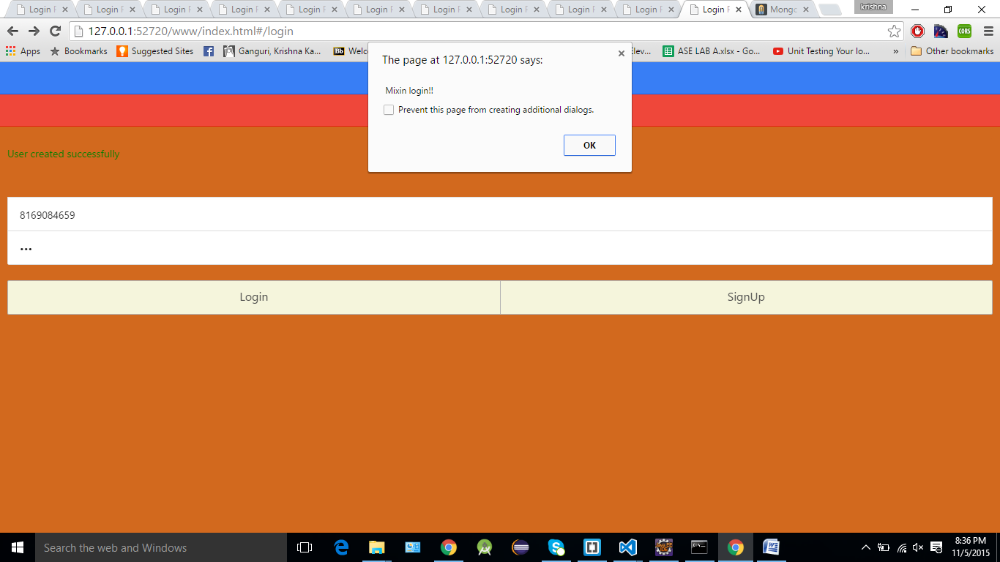 Login F Login F Login F Login F Login F Login F Login F Login F Login F Login F Login F Mongo krishna
127.0.0.1:52720/www/index.html#/login CORS
Apps Bookmarks Suggested Sites Ganguri, Krishna Ka... Bb Welc Elev... ASE LAB A.xlsx - Go... Unit Testing Your Io... » Other bookmarks
The page at 127.0.0.1:52720 says:
Mixin login!!
Prevent this page from creating additional dialogs.
OK
User created successfully
8169084659
•••
Login SignUp
Search the web and Windows
8:36 PM
11/5/2015